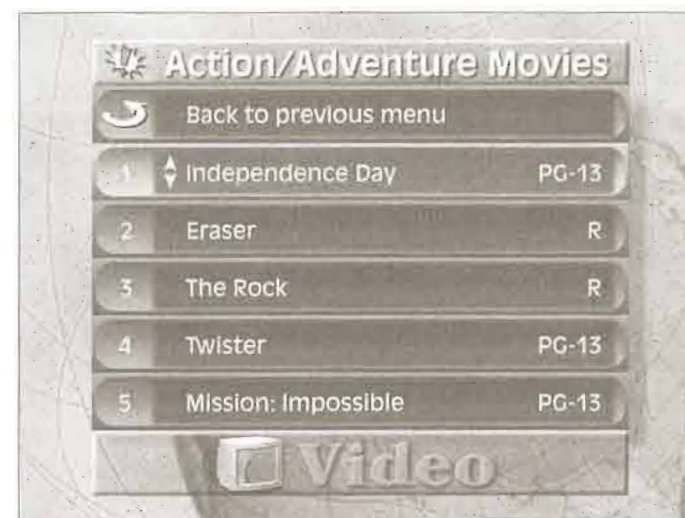 Action/Adventure Movies
Back to previous menu
1 Independence Day PG-13
2 Eraser R
3 The Rock R
4 Twister PG-13
5 Mission: Impossible PG-13
Video